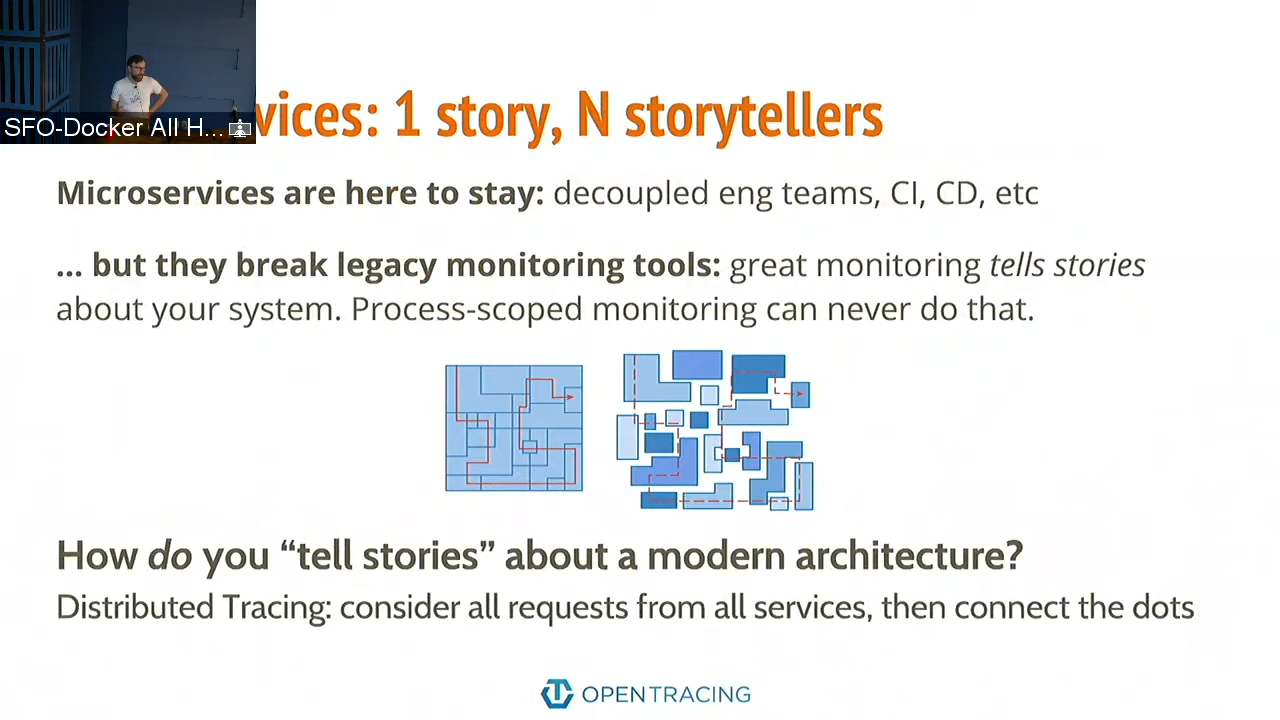 SFO-Docker All H...
vices: 1 story, N storytellers
Microservices are here to stay: decoupled eng teams, CI, CD, etc
... but they break legacy monitoring tools: great monitoring tells stories
about your system. Process-scoped monitoring can never do that.
How do you “tell stories” about a modern architecture?
Distributed Tracing: consider all requests from all services, then connect the dots
OPENTRACING